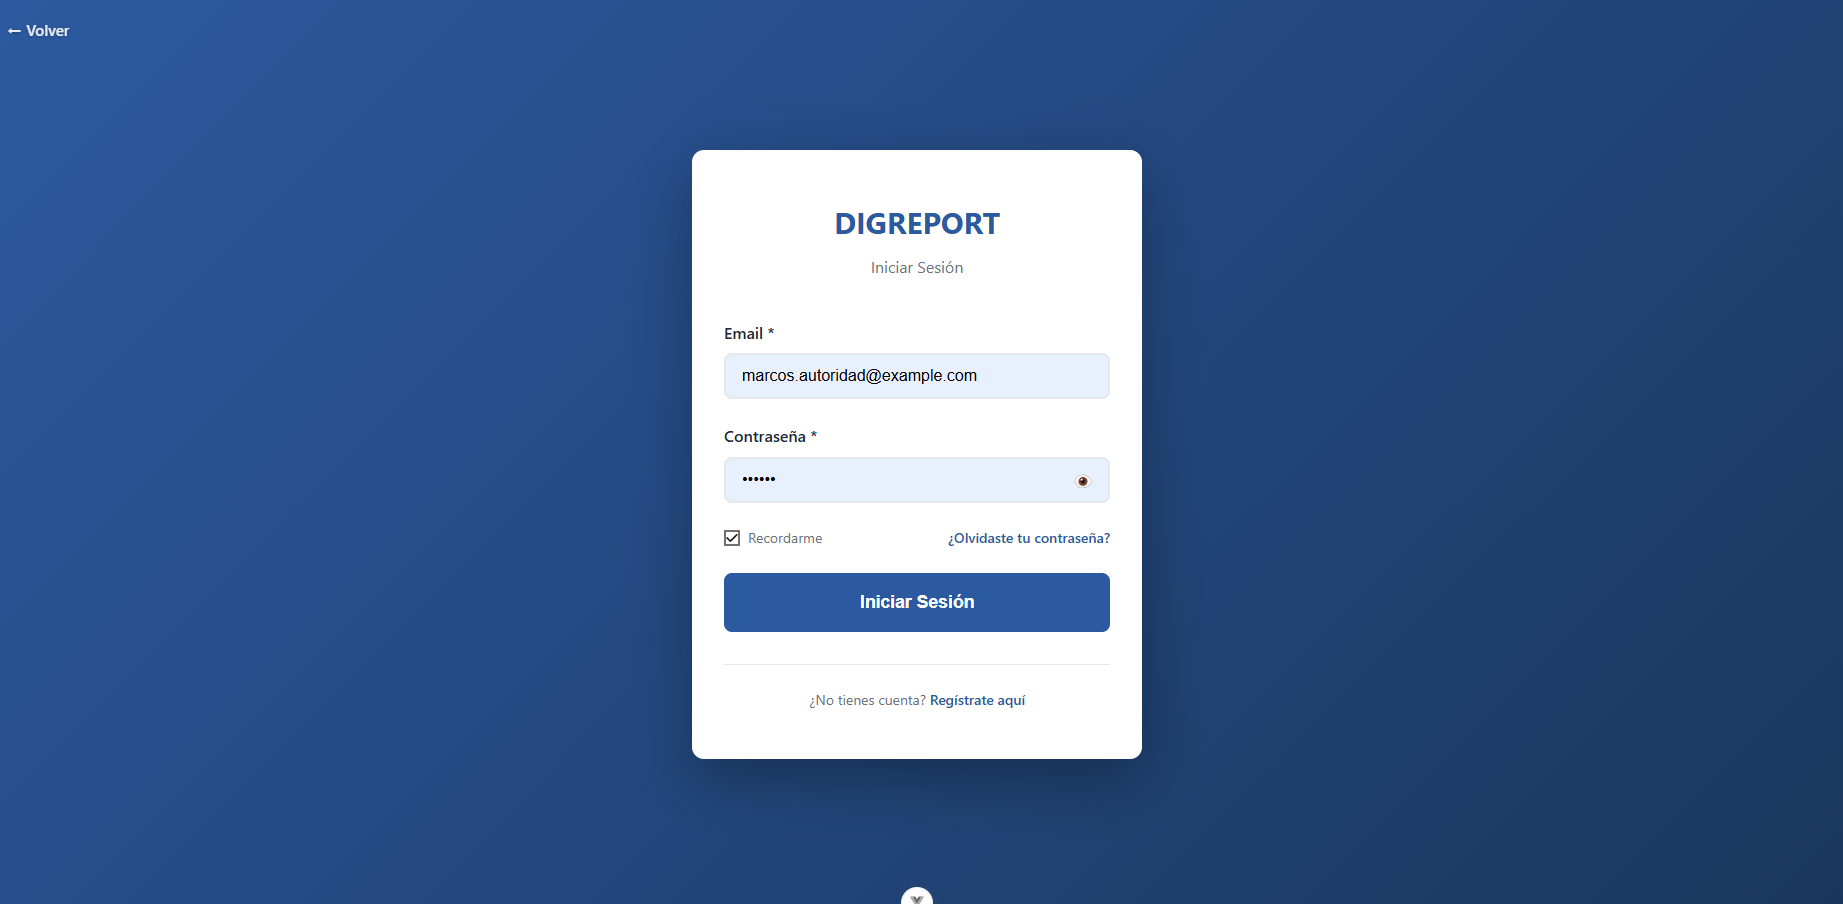 ← Volver
DIGREPORT
Iniciar Sesión
Email *
marcos.autoridad@example.com
Contraseña *
••••••
Recordarme
¿Olvidaste tu contraseña?
Iniciar Sesión
¿No tienes cuenta? Regístrate aquí